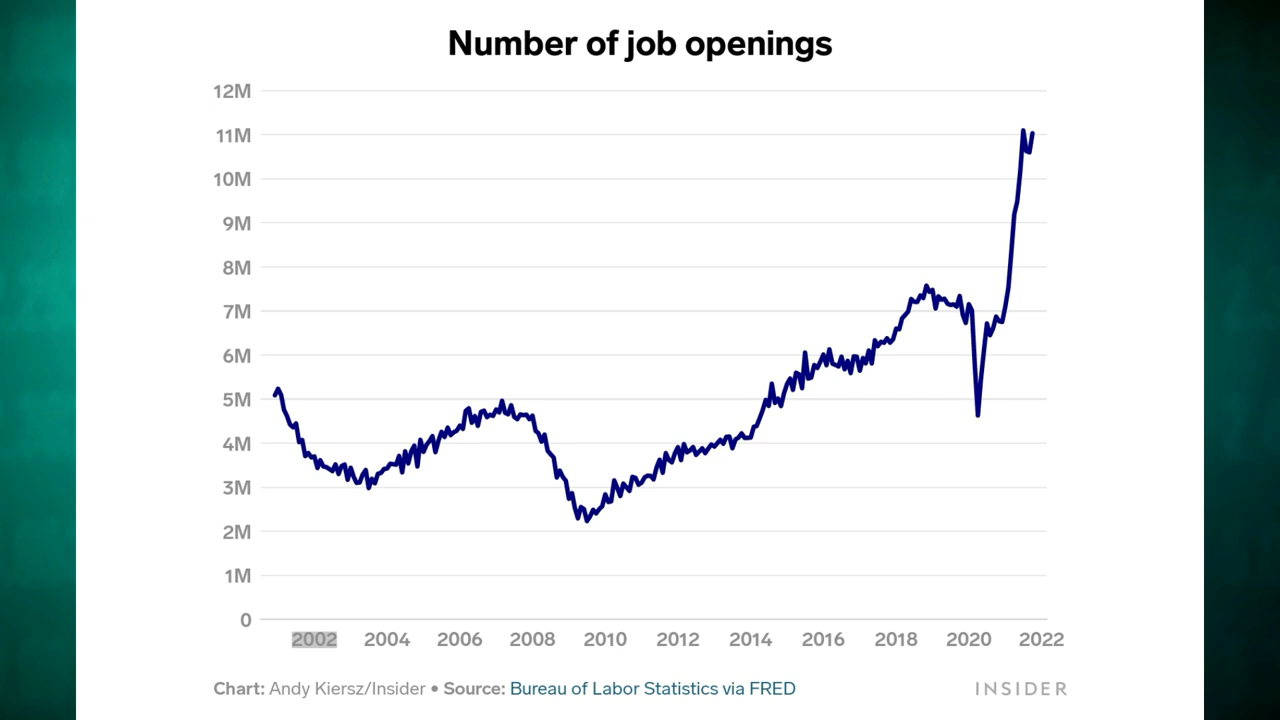 Number of job openings
12M
11M
10M
9M
8M
7M
6M
5M
4M
3M
2M
1M
0
2002 2004 2006 2008 2010 2012 2014 2016 2018 2020 2022
Chart: Andy Kiersz/Insider • Source: Bureau of Labor Statistics via FRED
INSIDER